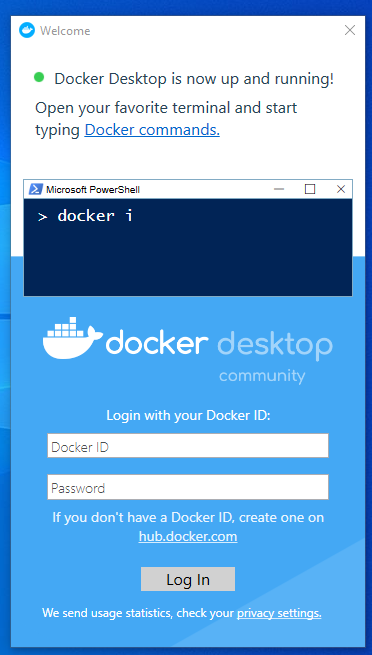 Welcome
Docker Desktop is now up and running!
Open your favorite terminal and start
typing Docker commands.
Microsoft PowerShell
> docker i
docker desktop
community
Login with your Docker ID:
Docker ID
Password
If you don't have a Docker ID, create one on
hub.docker.com
Log In
We send usage statistics, check your privacy settings.